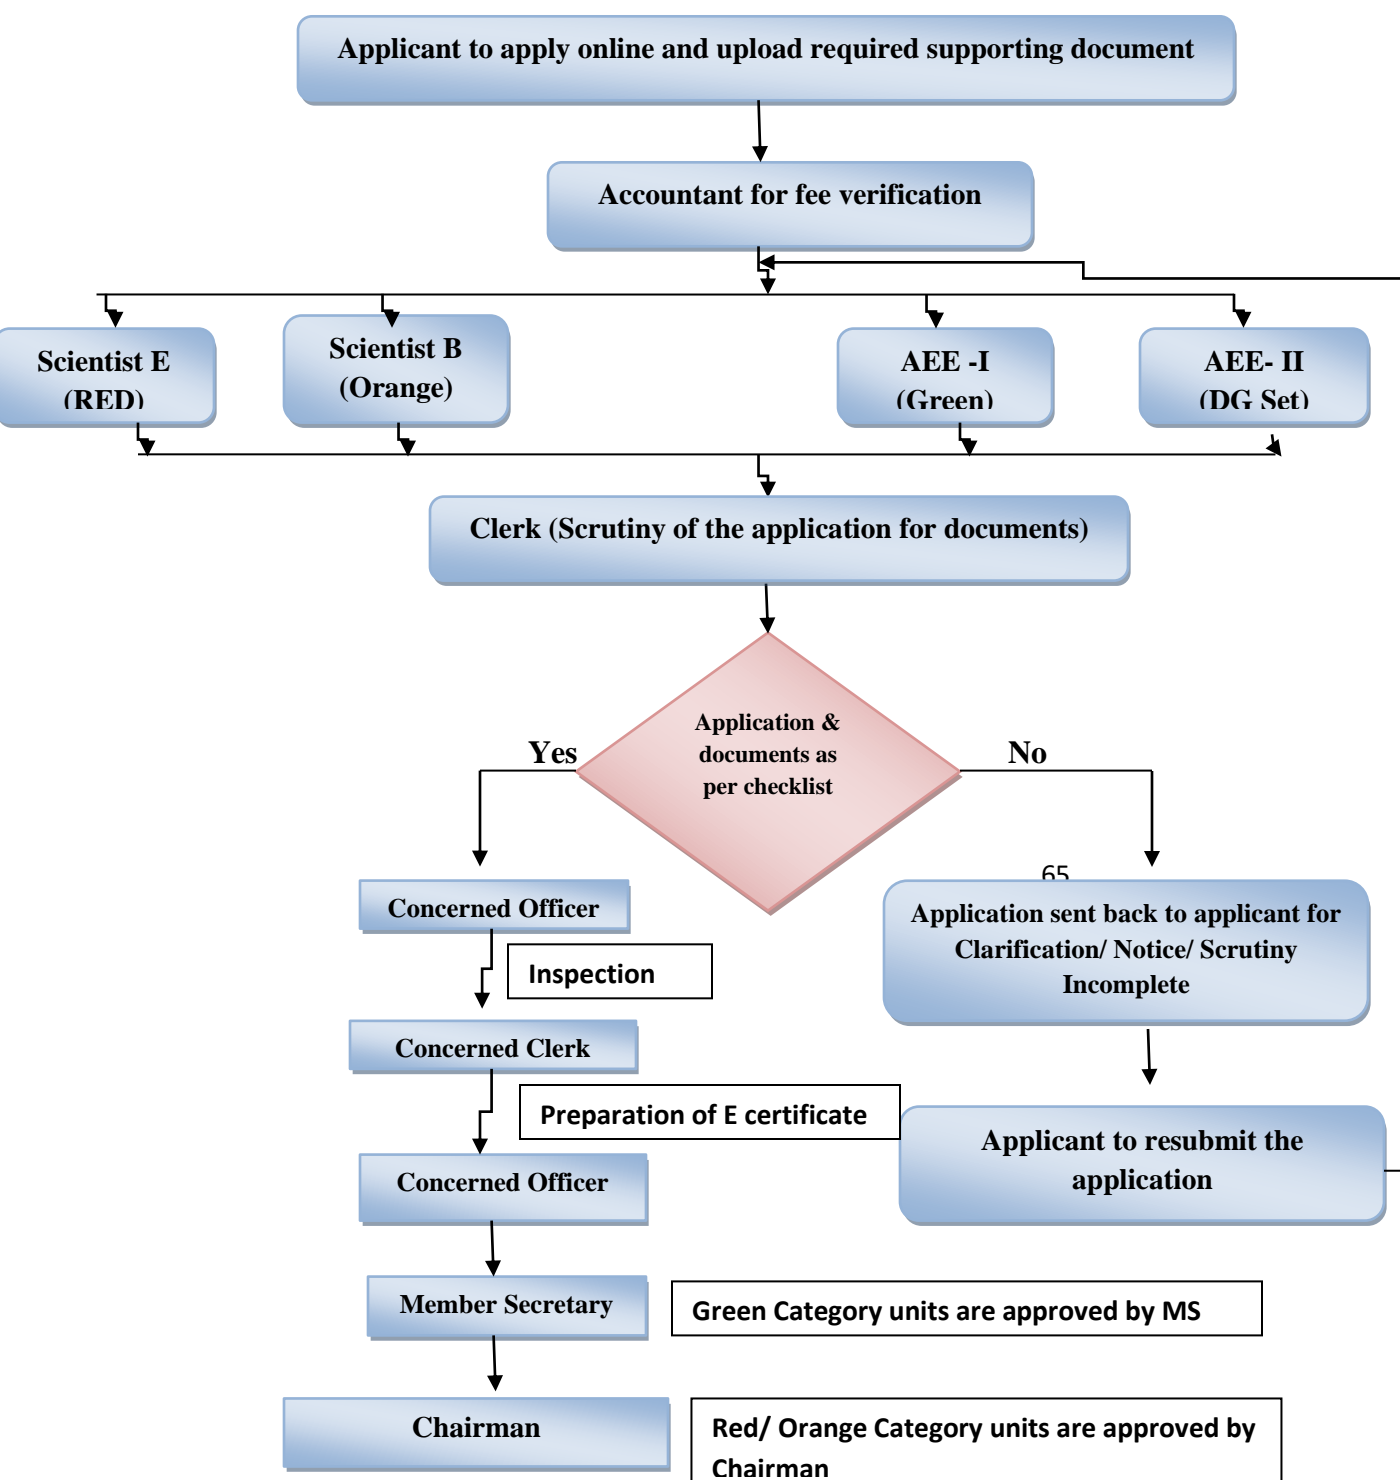 Applicant to apply online and upload required supporting document
Accountant for fee verification
Scientist E
(RED)
Scientist B
(Orange)
AEE -I
(Green)
AEE- II
(DG Set)
Clerk (Scrutiny of the application for documents)
Application &
documents as
per checklist
Yes
No
65
Concerned Officer
Application sent back to applicant for
Clarification/ Notice/ Scrutiny
Incomplete
Inspection
Concerned Clerk
Preparation of E certificate
Applicant to resubmit the
application
Concerned Officer
Member Secretary
Green Category units are approved by MS
Chairman
Red/ Orange Category units are approved by
Chairman